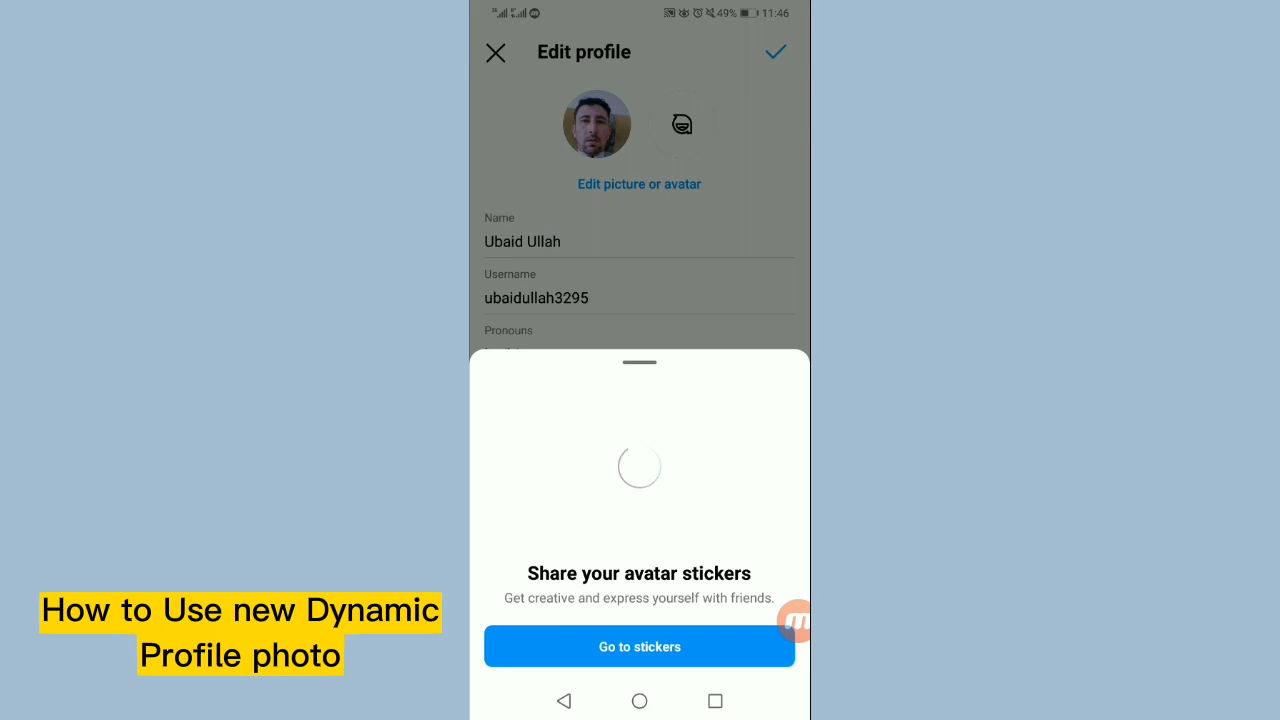 49% 11:46
Edit profile
Edit picture or avatar
Name
Ubaid Ullah
Username
ubaidullah3295
Pronouns
Share your avatar stickers
Get creative and express yourself with friends.
Go to stickers
How to Use new Dynamic
Profile photo